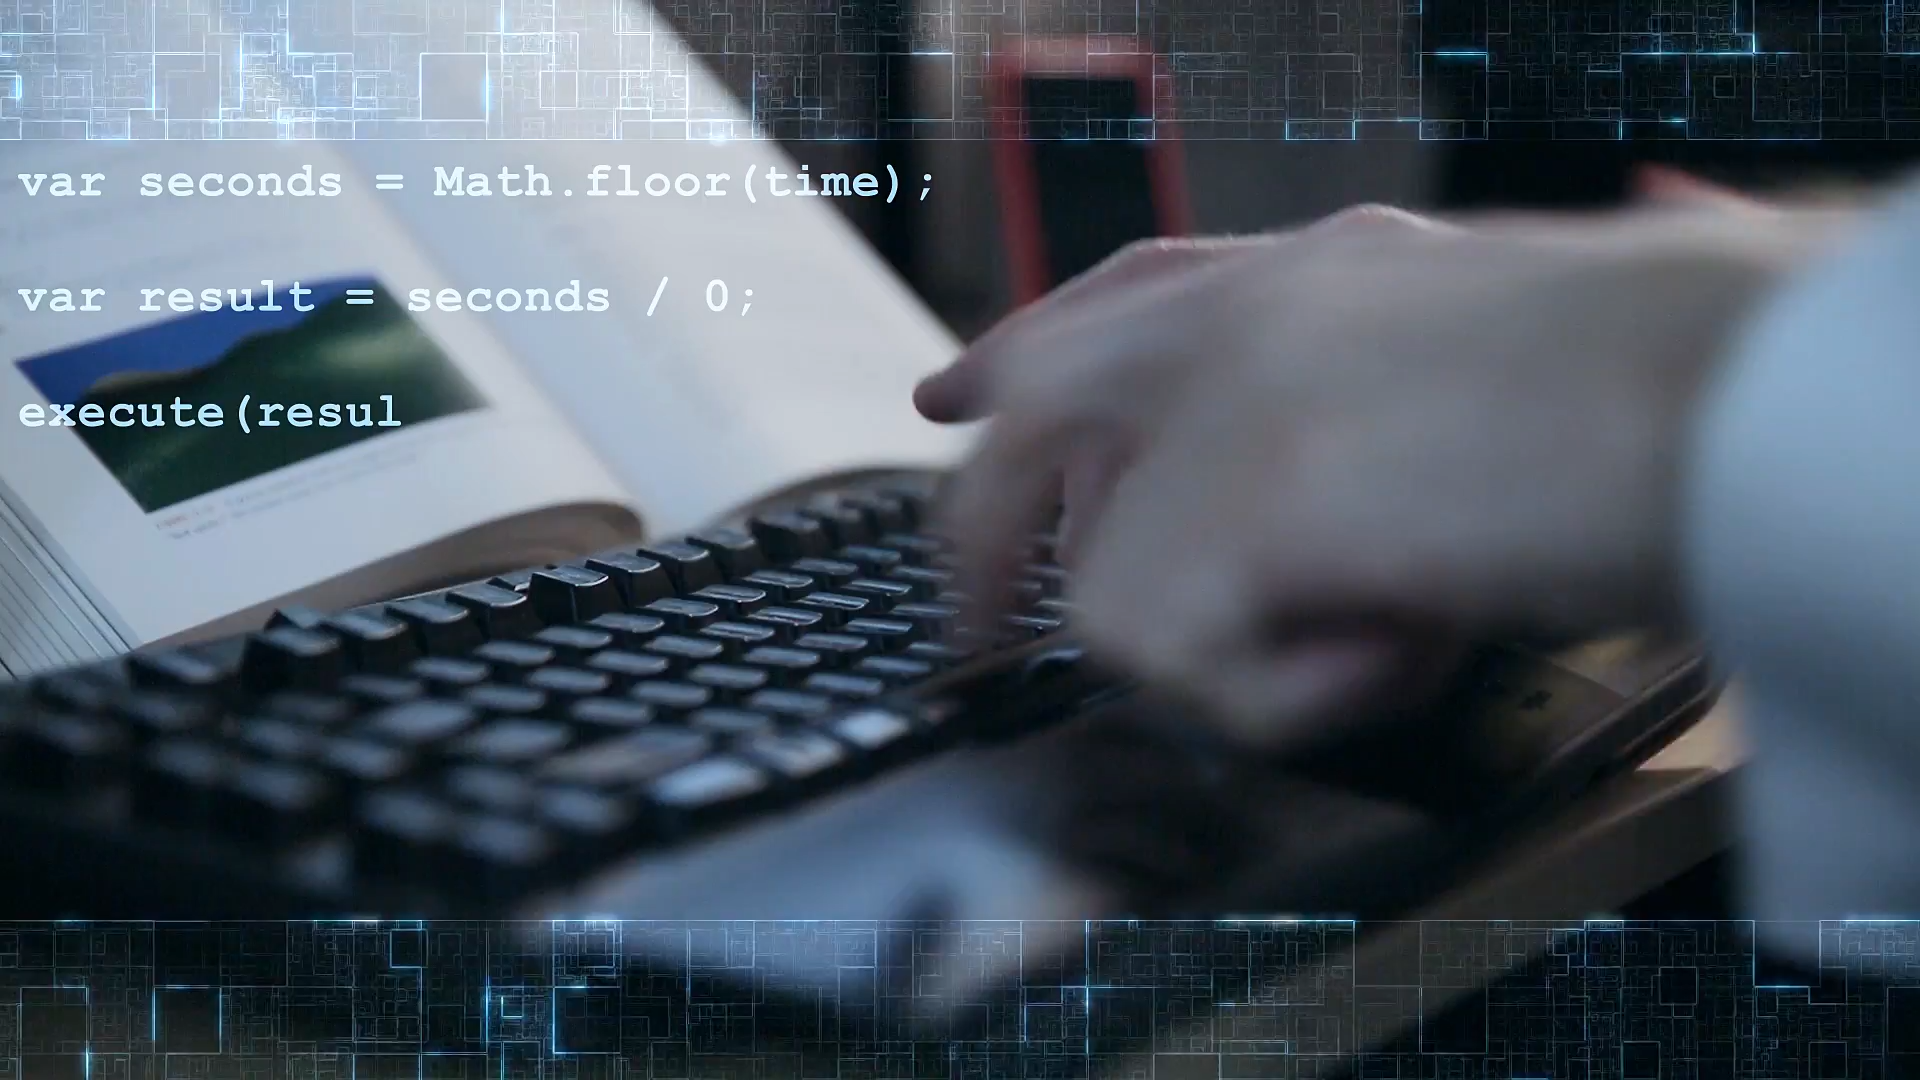 var seconds = Math.floor(time);
var result = seconds / 0;
execute(resul